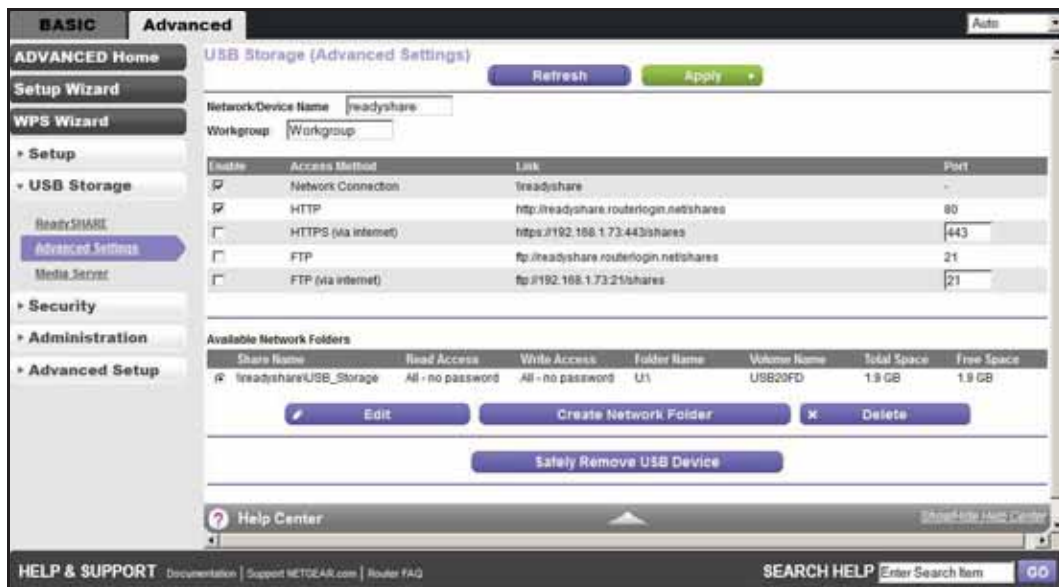 BASIC Advanced Auto
ADVANCED Home
Setup Wizard
WPS Wizard
Setup
USB Storage
ReadySHARE
Advanced Settings
Media Server
Security
Administration
Advanced Setup
USB Storage (Advanced Settings)
Refresh Apply
Network/Device Name readyshare
Workgroup Workgroup
Enable Access Method Link Port
Network Connection \\readyshare -
HTTP http://readyshare.routerlogin.net/shares 80
HTTPS (via internet) https://192.168.1.73:443/shares 443
FTP ftp://readyshare.routerlogin.net/shares 21
FTP (via internet) ftp://192.168.1.73:21/shares 21
Available Network Folders
Share Name Read Access Write Access Folder Name Volume Name Total Space Free Space
\\readyshare\USB_Storage All - no password All - no password U:\ USB20FD 1.9 GB 1.9 GB
Edit Create Network Folder Delete
Safely Remove USB Device
? Help Center Show/Hide Help Center
HELP & SUPPORT Documentation | Support NETGEAR.com | Router FAQ SEARCH HELP Enter Search Item GO